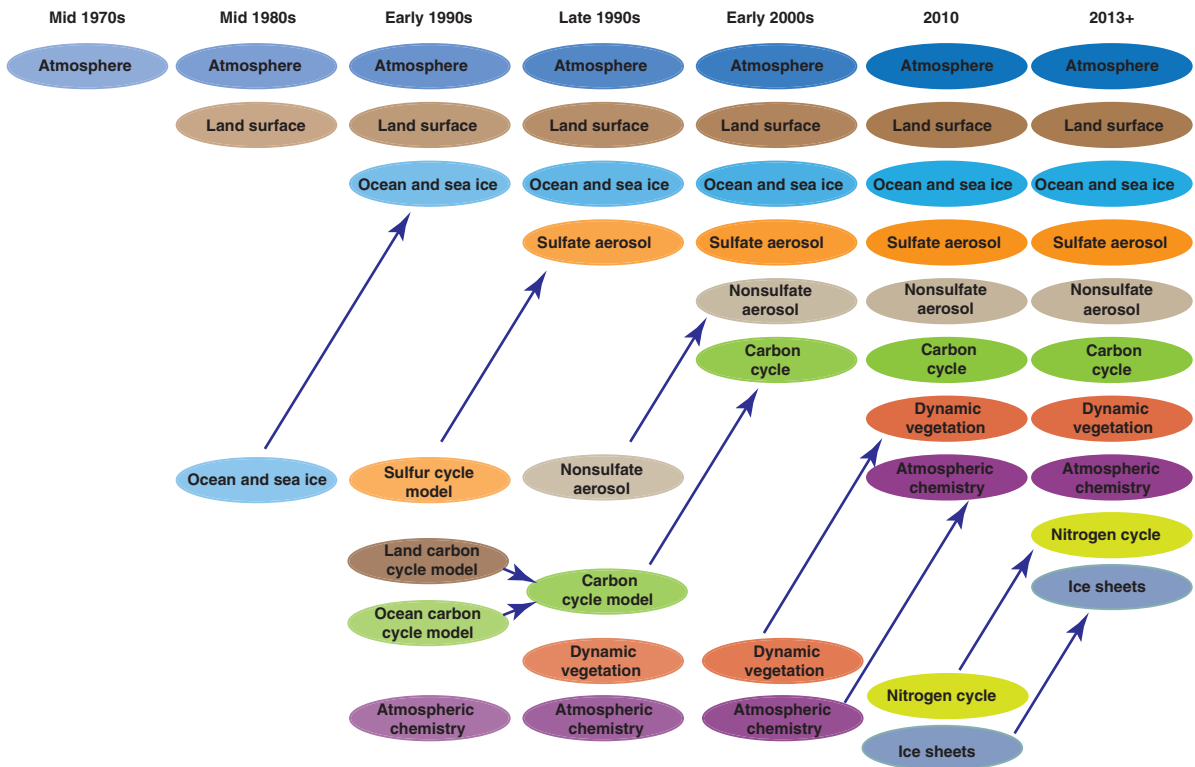 Mid 1970s
Mid 1980s
Early 1990s
Late 1990s
Early 2000s
2010
2013+
Atmosphere
Atmosphere
Atmosphere
Atmosphere
Atmosphere
Atmosphere
Atmosphere
Land surface
Land surface
Land surface
Land surface
Land surface
Land surface
Ocean and sea ice
Ocean and sea ice
Ocean and sea ice
Ocean and sea ice
Ocean and sea ice
Sulfate aerosol
Sulfate aerosol
Sulfate aerosol
Sulfate aerosol
Nonsulfate
aerosol
Nonsulfate
aerosol
Nonsulfate
aerosol
Carbon
cycle
Carbon
cycle
Carbon
cycle
Dynamic
vegetation
Dynamic
vegetation
Ocean and sea ice
Sulfur cycle
model
Nonsulfate
aerosol
Atmospheric
chemistry
Atmospheric
chemistry
Nitrogen cycle
Land carbon
cycle model
Carbon
cycle model
Ice sheets
Ocean carbon
cycle model
Dynamic
vegetation
Dynamic
vegetation
Nitrogen cycle
Atmospheric
chemistry
Atmospheric
chemistry
Atmospheric
chemistry
Ice sheets